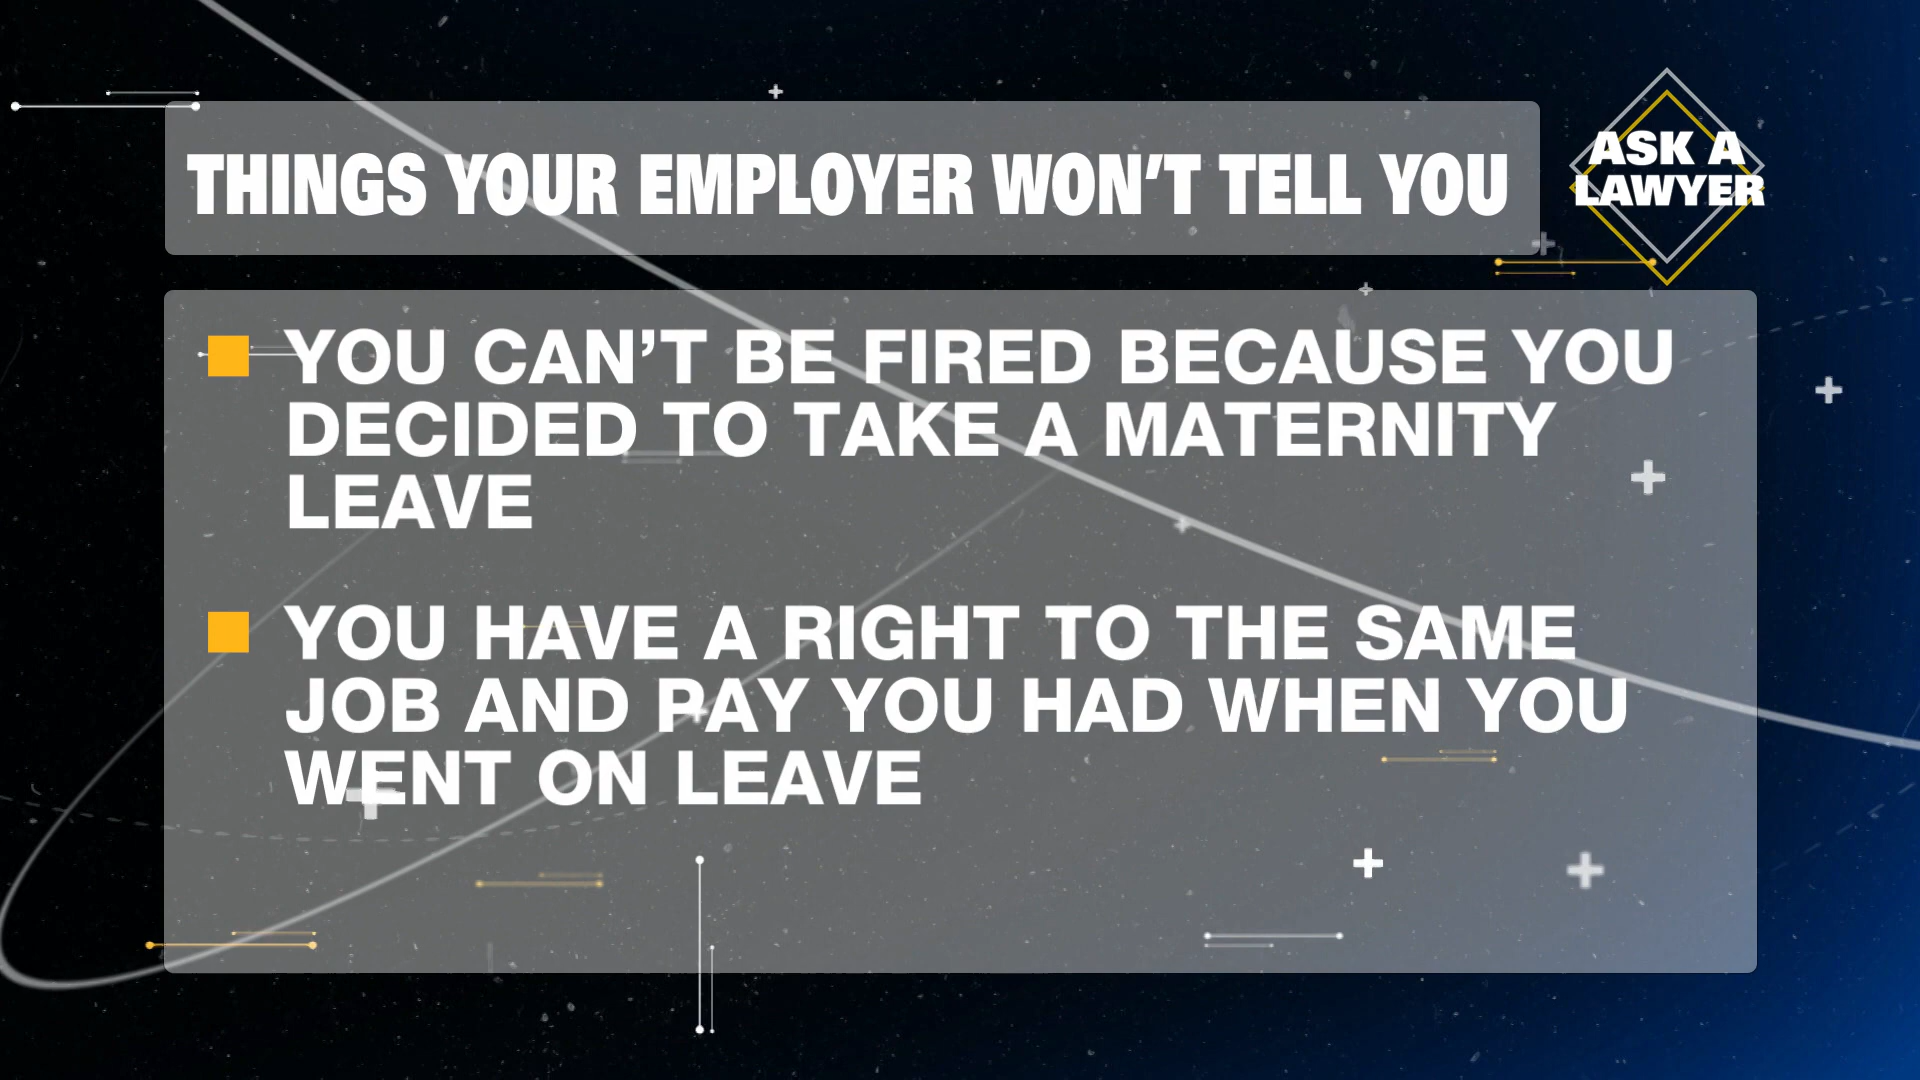 THINGS YOUR EMPLOYER WON'T TELL YOU
ASK A
LAWYER
YOU CAN'T BE FIRED BECAUSE YOU
DECIDED TO TAKE A MATERNITY
LEAVE
YOU HAVE A RIGHT TO THE SAME
JOB AND PAY YOU HAD WHEN YOU
WENT ON LEAVE